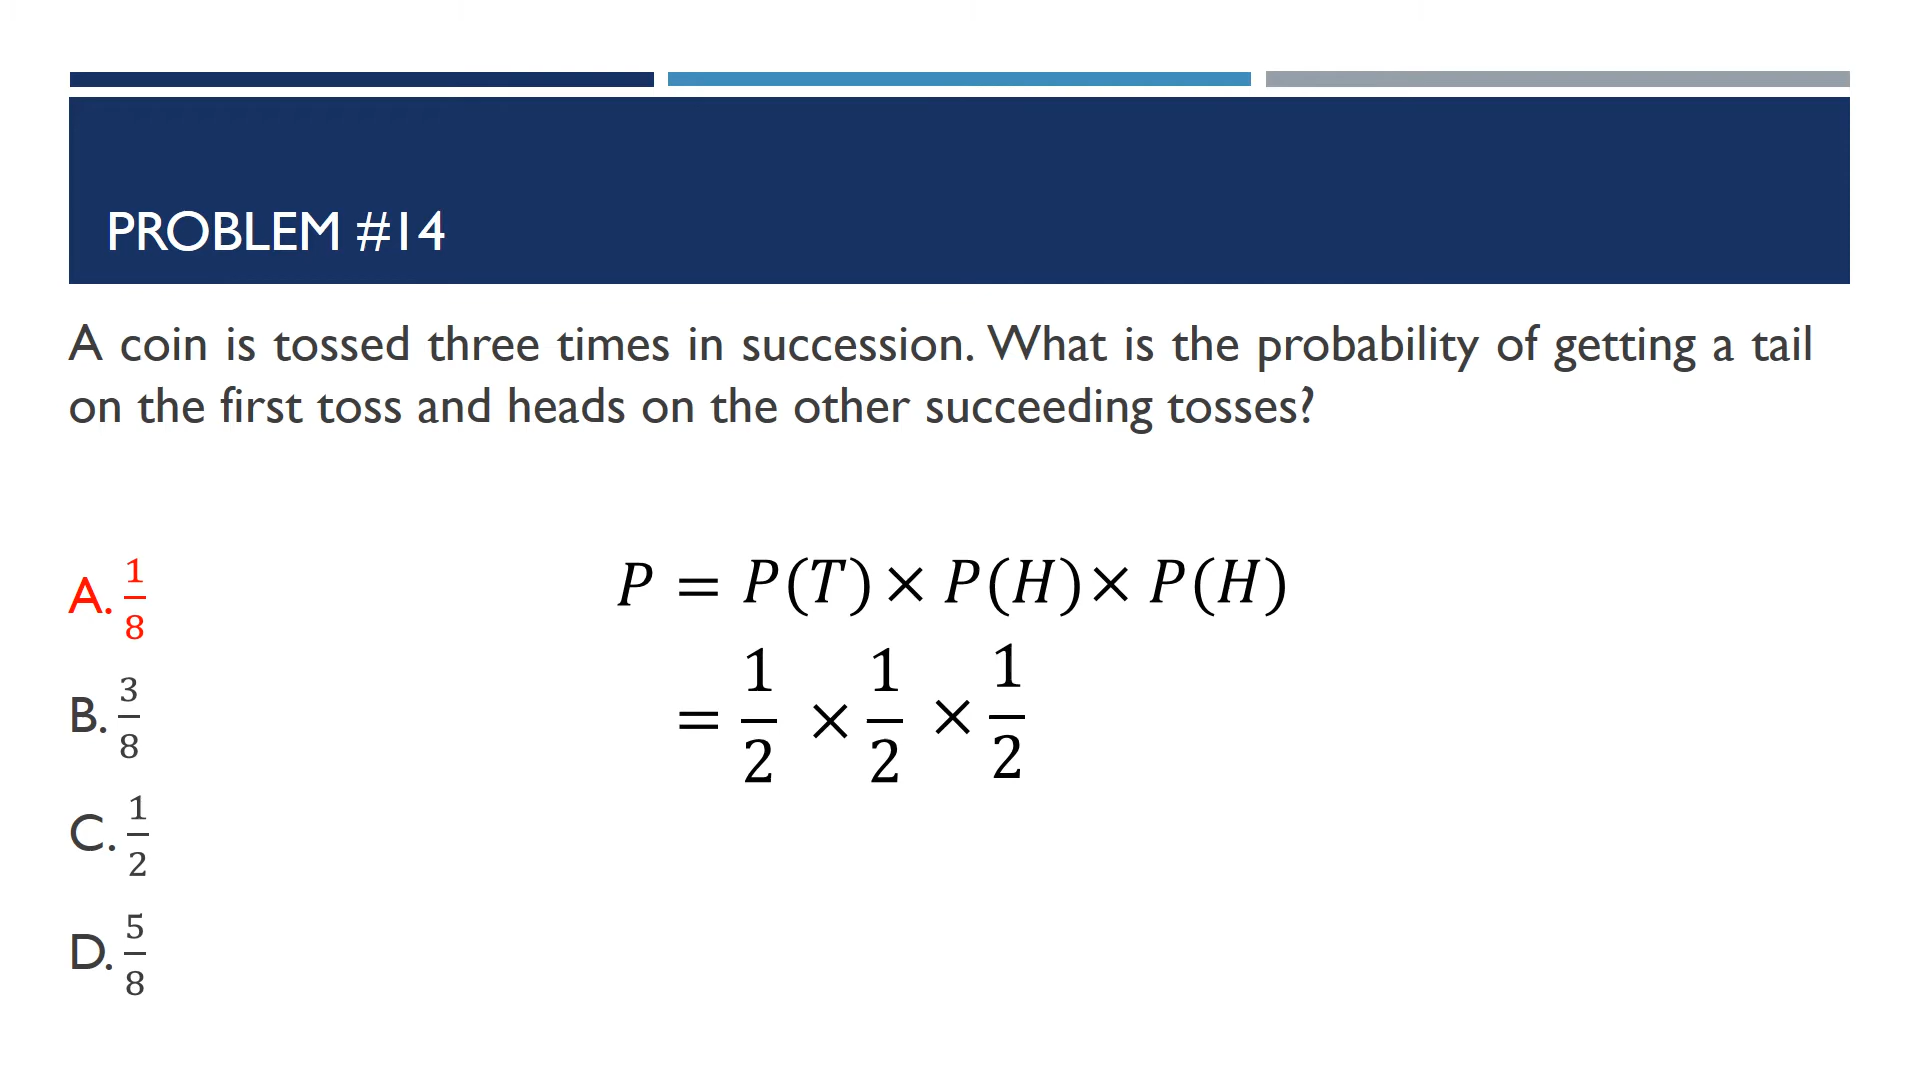 PROBLEM #14
A coin is tossed three times in succession. What is the probability of getting a tail
on the first toss and heads on the other succeeding tosses?
A. 1/8
B. 3/8
C. 1/2
D. 5/8
P = P(T) × P(H) × P(H)
= 1/2 × 1/2 × 1/2